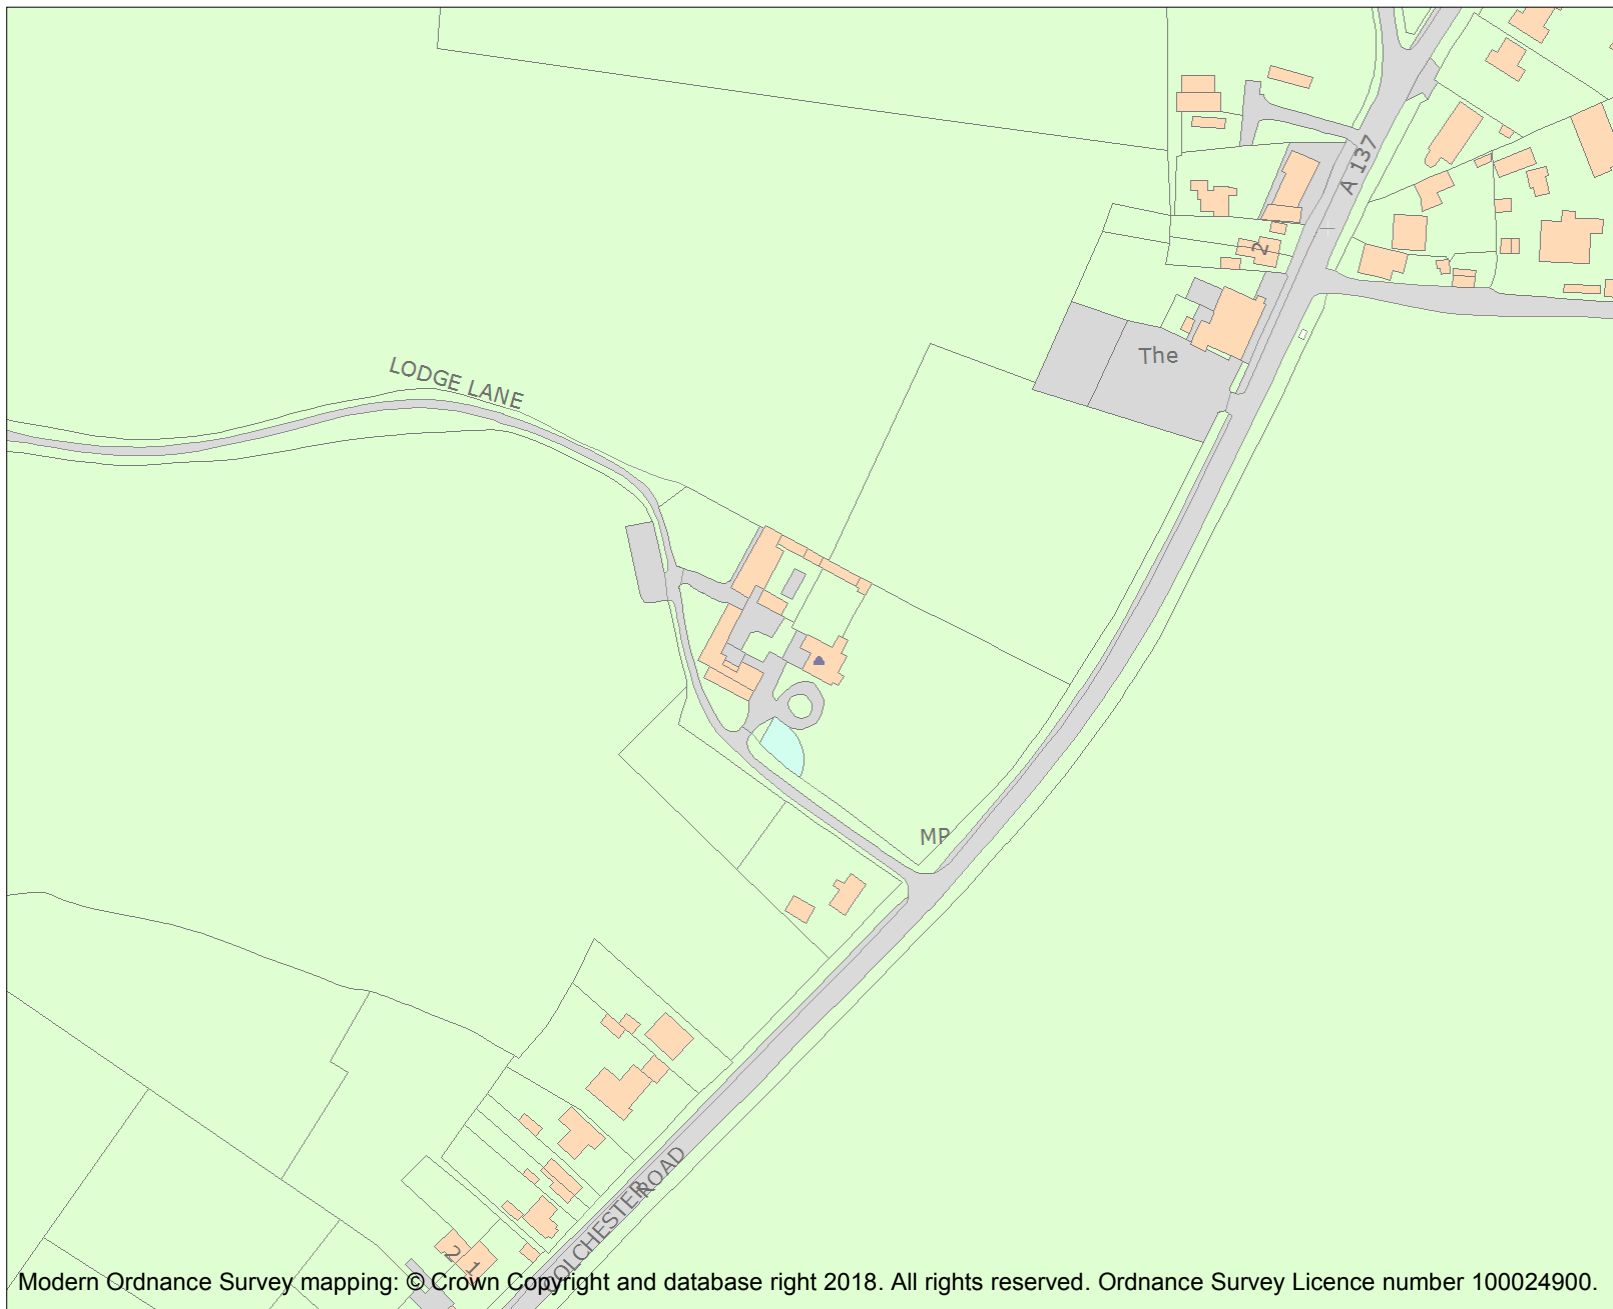 A 137
2
The
LODGE LANE
MP
COLCHESTER ROAD
2
1
Modern Ordnance Survey mapping: © Crown Copyright and database right 2018. All rights reserved. Ordnance Survey Licence number 100024900.